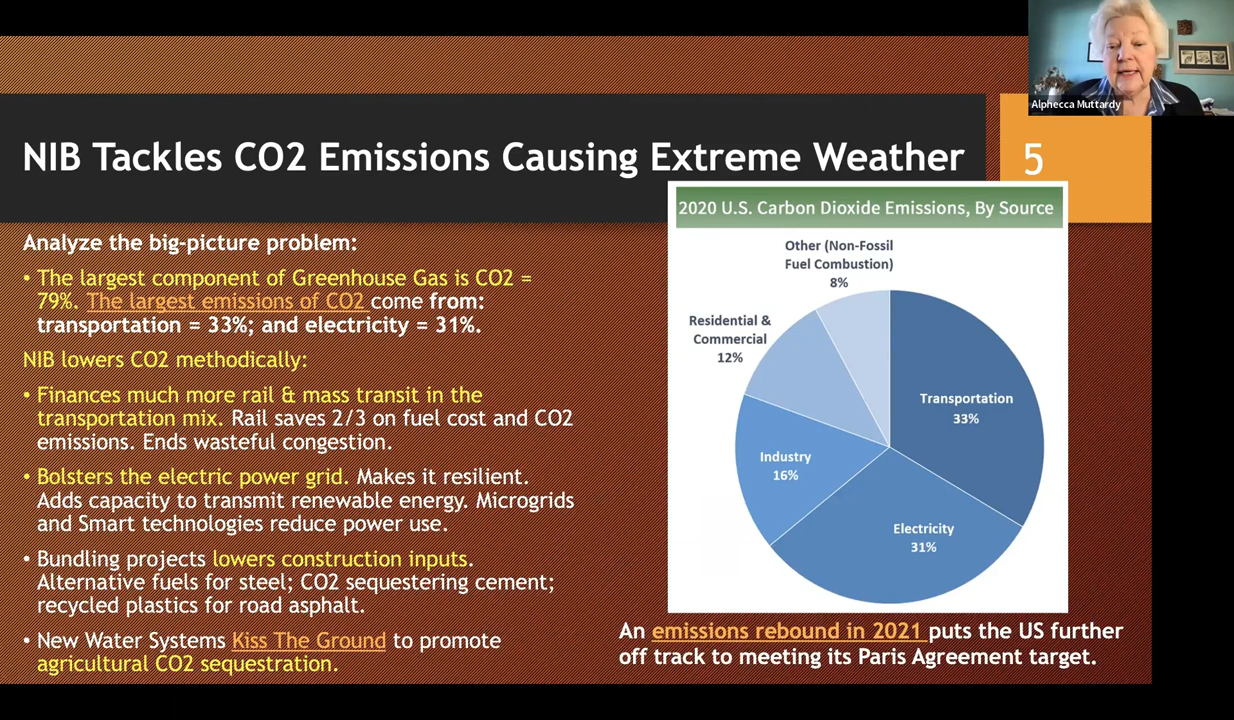 Alphecca Muttardy
NIB Tackles CO2 Emissions Causing Extreme Weather
5
Analyze the big-picture problem:
• The largest component of Greenhouse Gas is CO2 =
79%. The largest emissions of CO2 come from:
transportation = 33%; and electricity = 31%.
NIB lowers CO2 methodically:
• Finances much more rail & mass transit in the
transportation mix. Rail saves 2/3 on fuel cost and CO2
emissions. Ends wasteful congestion.
• Bolsters the electric power grid. Makes it resilient.
Adds capacity to transmit renewable energy. Microgrids
and Smart technologies reduce power use.
• Bundling projects lowers construction inputs.
Alternative fuels for steel; CO2 sequestering cement;
recycled plastics for road asphalt.
• New Water Systems Kiss The Ground to promote
agricultural CO2 sequestration.
2020 U.S. Carbon Dioxide Emissions, By Source
Other (Non-Fossil
Fuel Combustion)
8%
Residential &
Commercial
12%
Transportation
33%
Industry
16%
Electricity
31%
An emissions rebound in 2021 puts the US further
off track to meeting its Paris Agreement target.